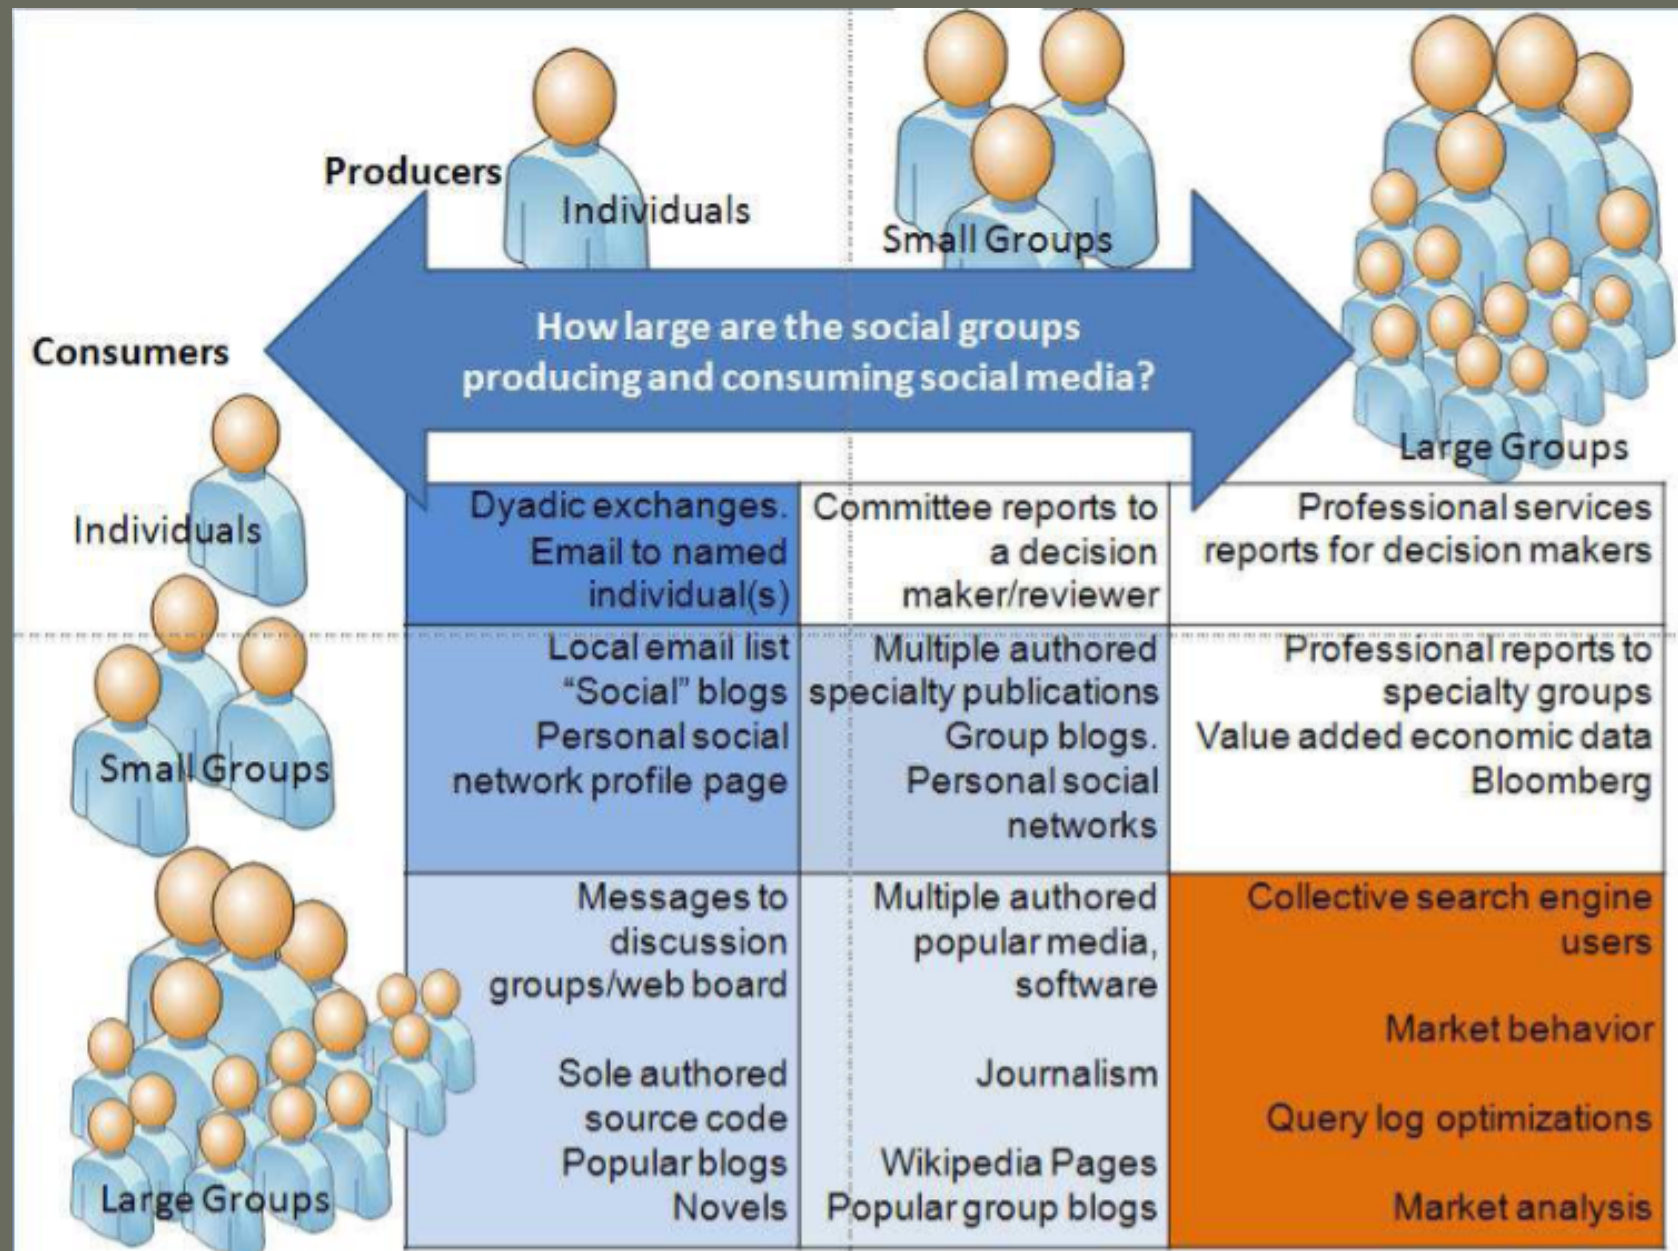 Producers
Individuals
Small Groups
Large Groups
How large are the social groups
producing and consuming social media?
Consumers
Individuals
Dyadic exchanges.
Email to named
individual(s)
Committee reports to
a decision
maker/reviewer
Professional services
reports for decision makers
Small Groups
Local email list
“Social” blogs
Personal social
network profile page
Multiple authored
specialty publications
Group blogs.
Personal social
networks
Professional reports to
specialty groups
Value added economic data
Bloomberg
Large Groups
Messages to
discussion
groups/web board
Sole authored
source code
Popular blogs
Novels
Multiple authored
popular media,
software
Journalism
Wikipedia Pages
Popular group blogs
Collective search engine
users
Market behavior
Query log optimizations
Market analysis